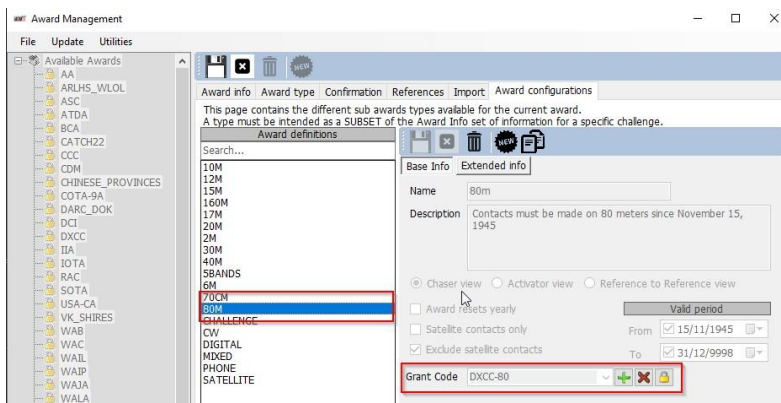 Award Management
File Update Utilities
Available Awards
AA
ARLHS_WLOL
ASC
ATDA
BCA
CATCH22
CCC
CDM
CHINESE_PROVINCES
COTA-9A
DARC_DOK
DCI
DXCC
IIA
IOTA
RAC
SOTA
USA-CA
VK_SHIRES
WAB
WAC
WAIL
WAIP
WAJA
WALA
NEW
Award info Award type Confirmation References Import Award configurations
This page contains the different sub awards types available for the current award.
A type must be intended as a SUBSET of the Award Info set of information for a specific challenge.
Award definitions
Search...
10M
12M
15M
160M
17M
20M
2M
30M
40M
5BANDS
6M
70CM
80M
CHALLENGE
CW
DIGITAL
MIXED
PHONE
SATELLITE
NEW
Base Info Extended info
Name 80m
Description Contacts must be made on 80 meters since November 15,
1945
Chaser view Activator view Reference to Reference view
Award resets yearly Valid period
Satellite contacts only From 15/11/1945
Exclude satellite contacts To 31/12/9998
Grant Code DXCC-80